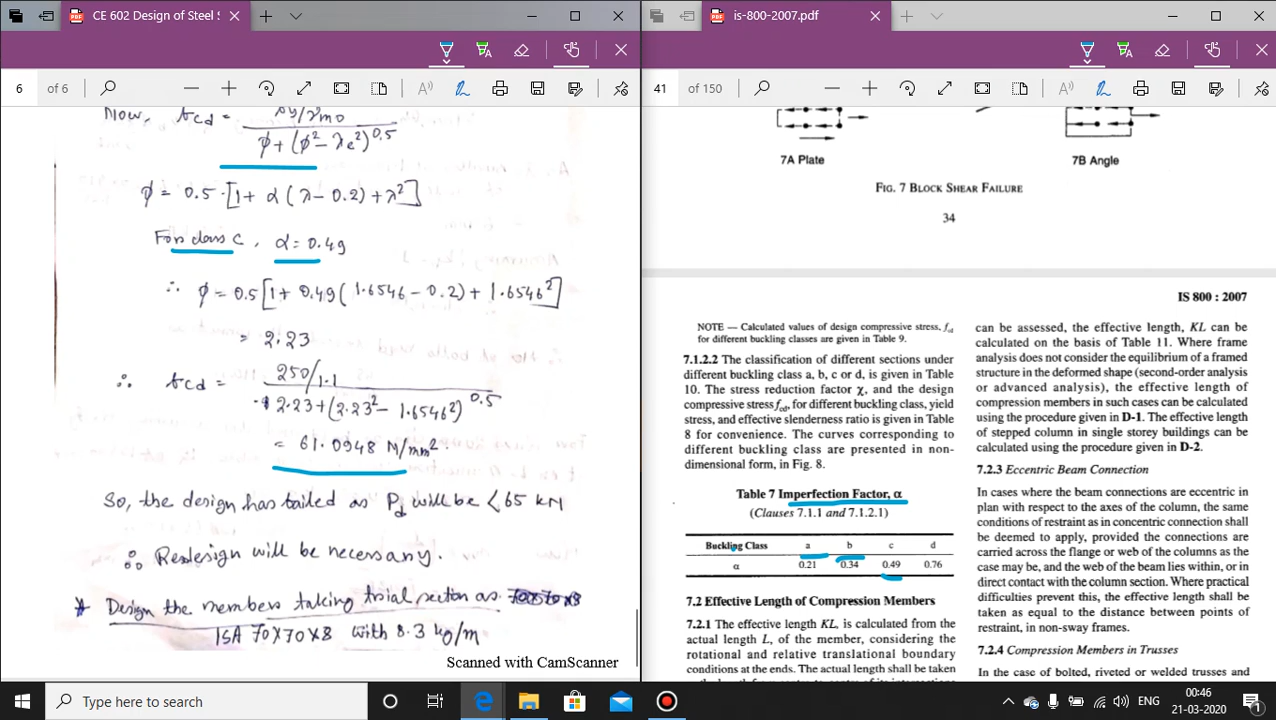 CE 602 Design of Steel S
is-800-2007.pdf
6 of 6
41 of 150
Now, fcd = fy/γmo
ϕ + (ϕ² - λe²)^0.5
ϕ = 0.5 [1 + α (λ - 0.2) + λ²]
For class c, α = 0.49
∴ ϕ = 0.5 [1 + 0.49 (1.6546 - 0.2) + 1.6546²]
= 2.23
∴ fcd = 250/1.1
2.23 + (2.23² - 1.6546²)^0.5
= 61.0948 N/mm²
So, the design has failed as Pd will be < 65 kN
∴ Redesign will be necessary.
* Design the members taking trial section as
ISA 70X70X8 with 8.3 kg/m
Scanned with CamScanner
7A Plate
7B Angle
FIG. 7 BLOCK SHEAR FAILURE
34
IS 800 : 2007
NOTE — Calculated values of design compressive stress, fcd
for different buckling classes are given in Table 9.
7.1.2.2 The classification of different sections under
different buckling class a, b, c or d, is given in Table
10. The stress reduction factor χ, and the design
compressive stress fcd, for different buckling class, yield
stress, and effective slenderness ratio is given in Table
8 for convenience. The curves corresponding to
different buckling class are presented in non-
dimensional form, in Fig. 8.
Table 7 Imperfection Factor, α
(Clauses 7.1.1 and 7.1.2.1)
Buckling Class a b c d
α 0.21 0.34 0.49 0.76
7.2 Effective Length of Compression Members
7.2.1 The effective length KL, is calculated from the
actual length L, of the member, considering the
rotational and relative translational boundary
conditions at the ends. The actual length shall be taken
can be assessed, the effective length, KL can be
calculated on the basis of Table 11. Where frame
analysis does not consider the equilibrium of a framed
structure in the deformed shape (second-order analysis
or advanced analysis), the effective length of
compression members in such cases can be calculated
using the procedure given in D-1. The effective length
of stepped column in single storey buildings can be
calculated using the procedure given in D-2.
7.2.3 Eccentric Beam Connection
In cases where the beam connections are eccentric in
plan with respect to the axes of the column, the same
conditions of restraint as in concentric connection shall
be deemed to apply, provided the connections are
carried across the flange or web of the columns as the
case may be, and the web of the beam lies within, or in
direct contact with the column section. Where practical
difficulties prevent this, the effective length shall be
taken as equal to the distance between points of
restraint, in non-sway frames.
7.2.4 Compression Members in Trusses
In the case of bolted, riveted or welded trusses and
Type here to search
ENG
00:46
21-03-2020